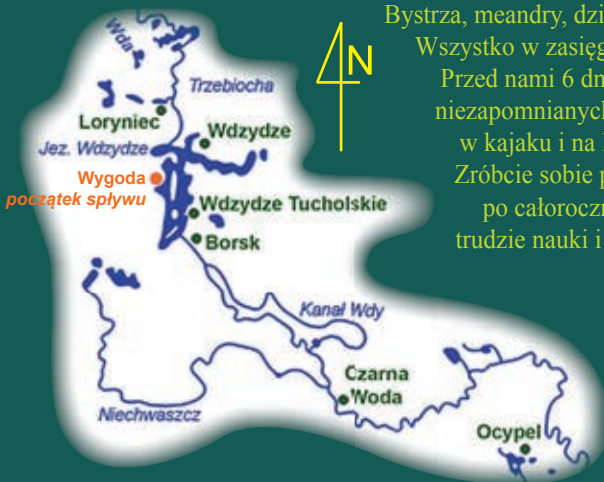 Bystrza, meandry, dzi
Wszystko w zasięg
Przed nami 6 dn
niezapomnianych
w kajaku i na
Zróbcie sobie p
po całoroczn
trudzie nauki i
N
Wda
Trzebiocha
Loryniec
Wdzydze
Jez. Wdzydze
Wygoda
początek spływu
Wdzydze Tucholskie
Borsk
Kanał Wdy
Czarna
Woda
Niechwaszcz
Ocypel